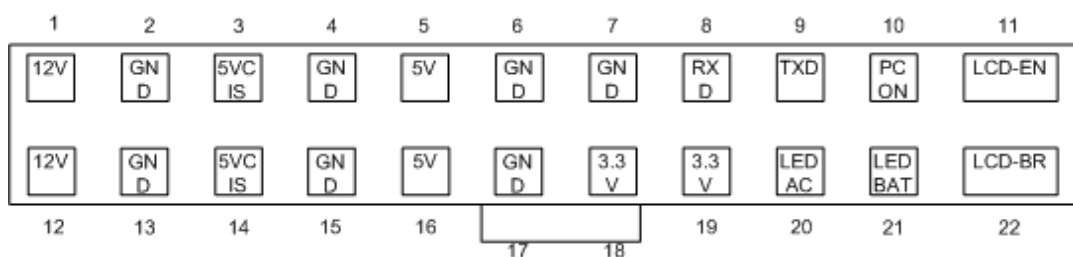 1 2 3 4 5 6 7 8 9 10 11
12V GN D 5VC IS GN D 5V GN D GN D RX D TXD PC ON LCD-EN
12V GN D 5VC IS GN D 5V GN D 3.3 V 3.3 V LED AC LED BAT LCD-BR
12 13 14 15 16 17 18 19 20 21 22